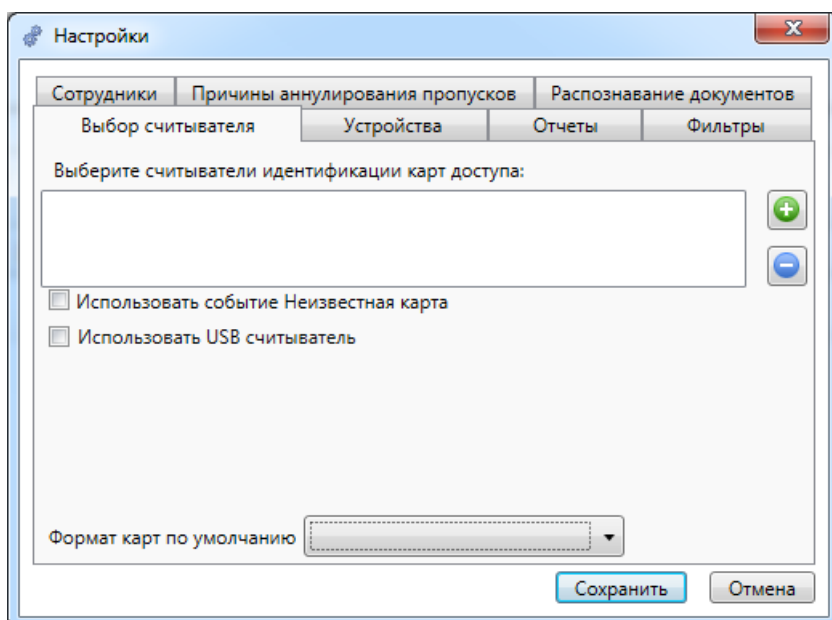 Настройки
Сотрудники Причины аннулирования пропусков Распознавание документов
Выбор считывателя Устройства Отчеты Фильтры
Выберите считыватели идентификации карт доступа:
Использовать событие Неизвестная карта
Использовать USB считыватель
Формат карт по умолчанию
Сохранить Отмена